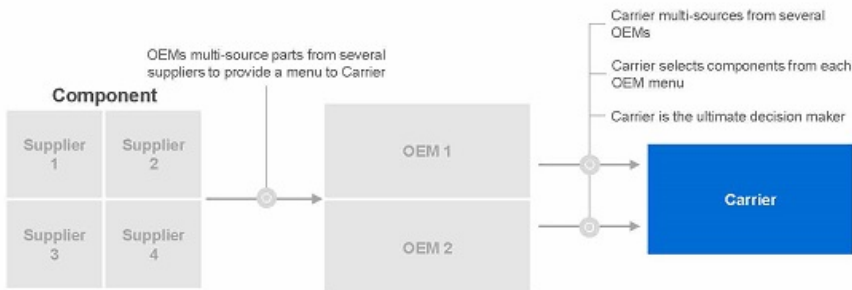 OEMs multi-source parts from several
suppliers to provide a menu to Carrier
Carrier multi-sources from several
OEMs
Carrier selects components from each
OEM menu
Carrier is the ultimate decision maker
Component
Supplier
1
Supplier
2
Supplier
3
Supplier
4
OEM 1
OEM 2
Carrier